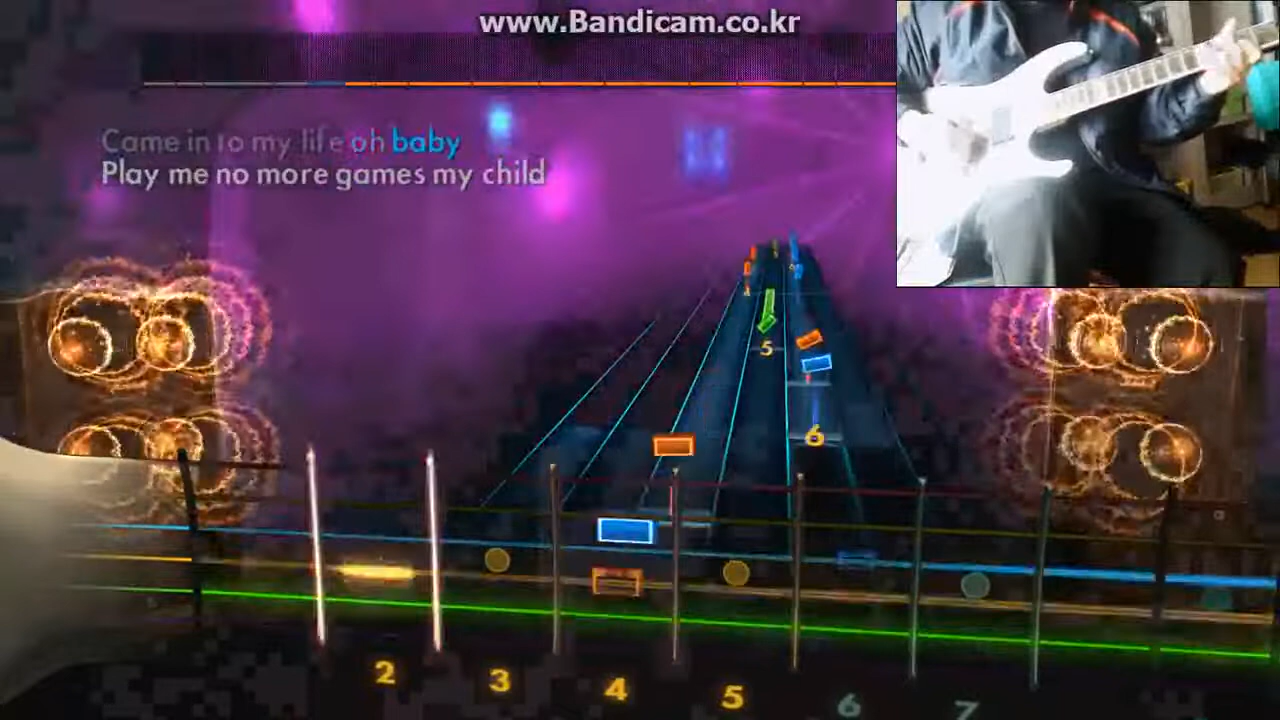 www.Bandicam.co.kr
Came in to my life oh baby
Play me no more games my child
5
6
2 3 4 5 6 7